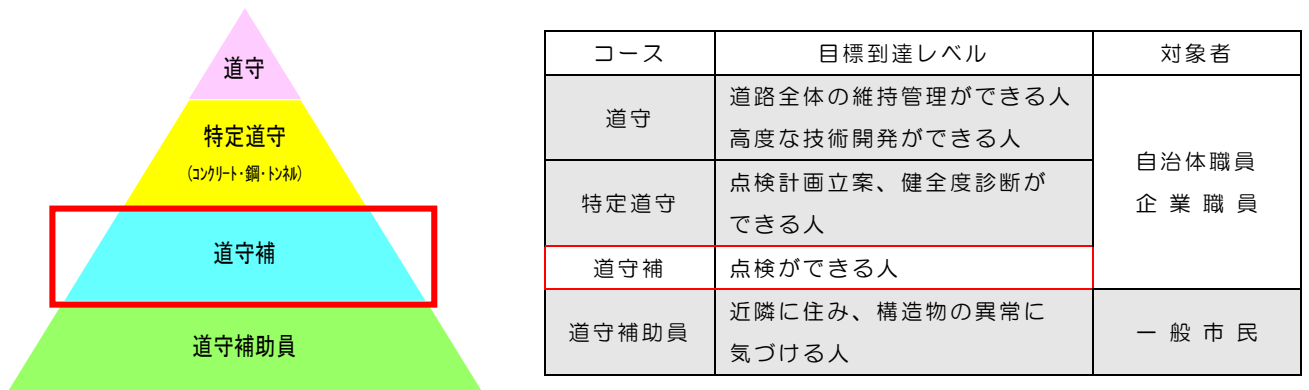 道守
特定道守
(コンクリート・鋼・トンネル)
道守補
道守補助員
コース 目標到達レベル 対象者
道守 道路全体の維持管理ができる人
高度な技術開発ができる人
特定道守 点検計画立案、健全度診断が
できる人
自治体職員
企業職員
道守補 点検ができる人
道守補助員 近隣に住み、構造物の異常に
気づける人
一般市民